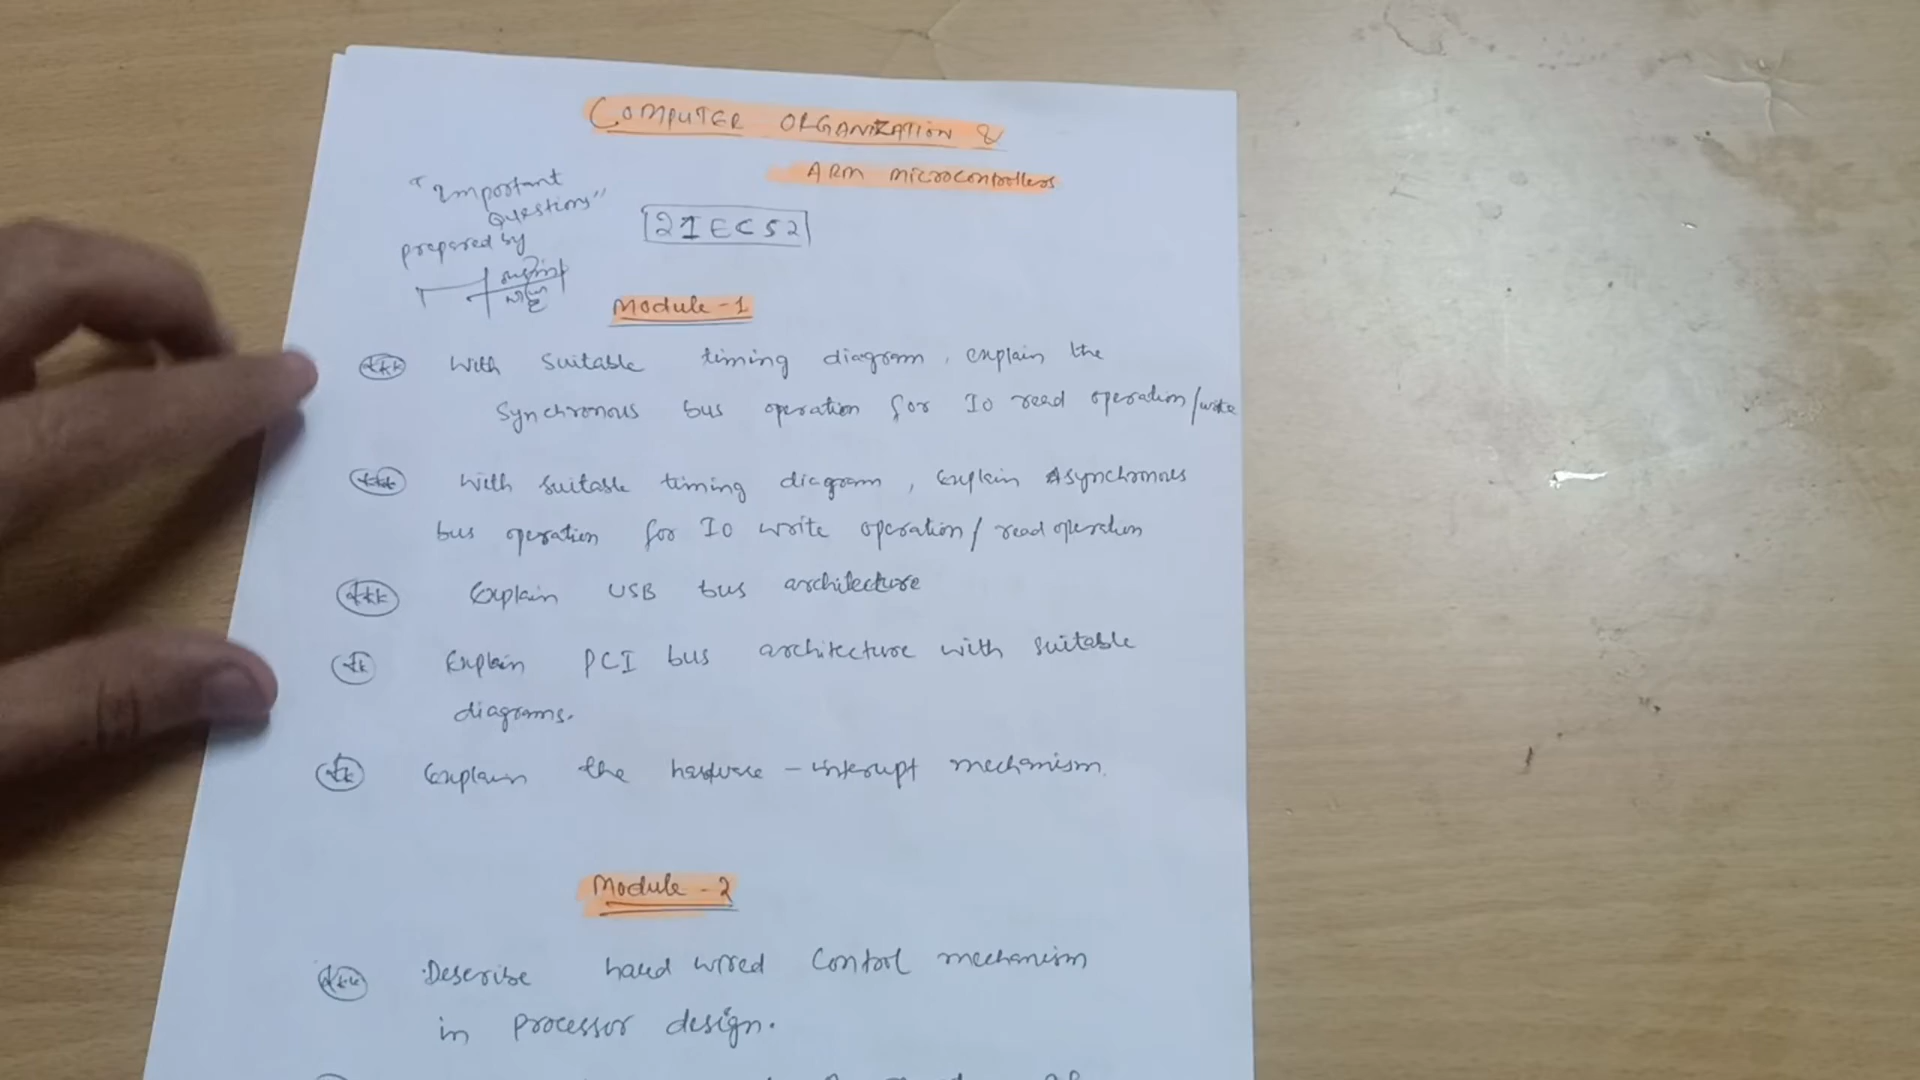 COMPUTER ORGANIZATION &
ARM MICROCONTROLLERS
"Important
Questions"
prepared by
21EC52
Module - 1
*** With suitable timing diagram, explain the
Synchronous bus operation for IO read operation/write
*** With suitable timing diagram, Explain Asynchronous
bus operation for IO write operation/ read operation
*** Explain USB bus architecture
** Explain PCI bus architecture with suitable
diagrams.
** Explain the hardware - interrupt mechanism.
Module - 2
*** Describe hard wired control mechanism
in processor design.